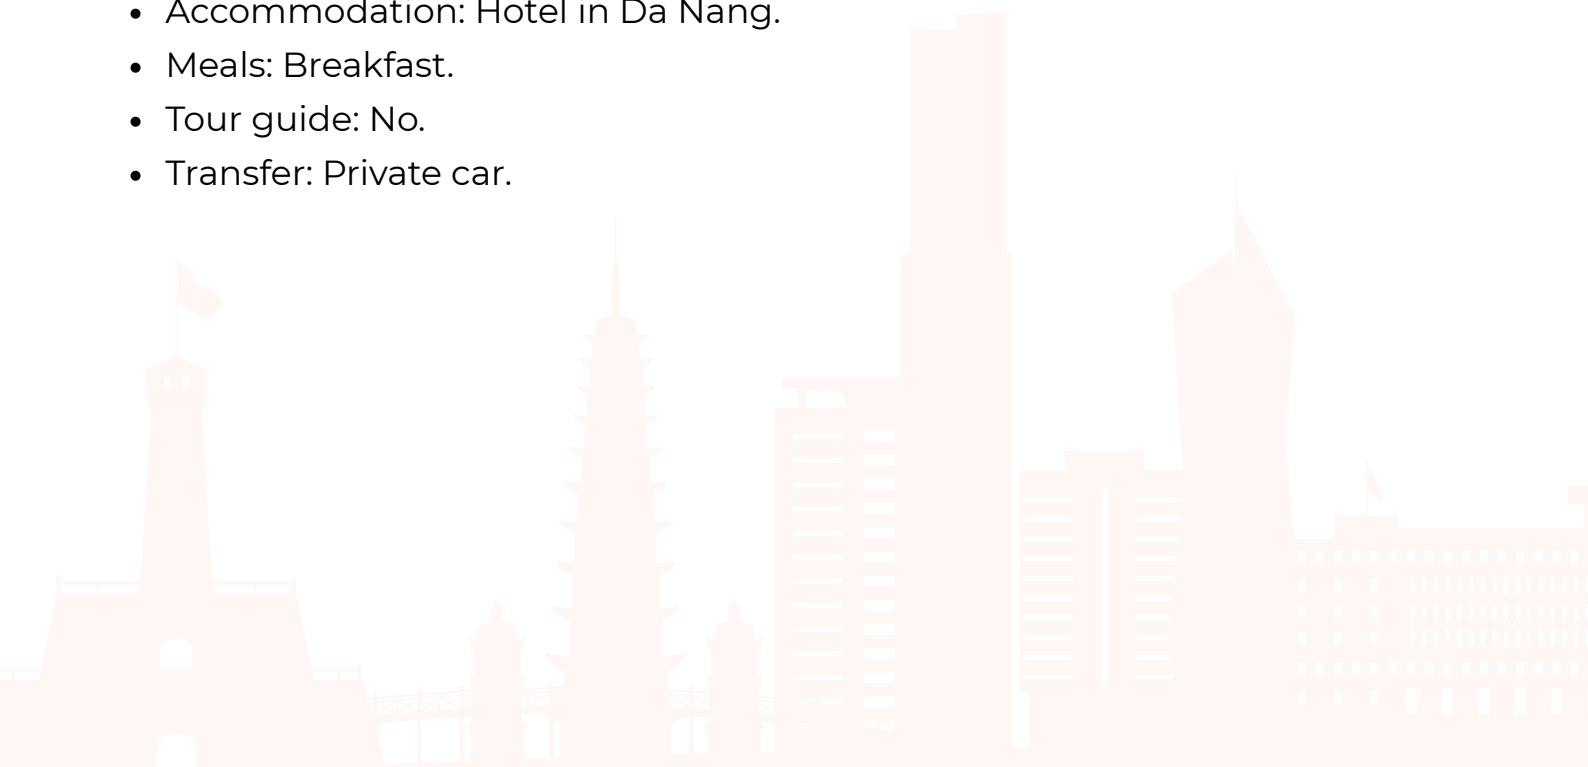 • Accommodation: Hotel in Da Nang.
• Meals: Breakfast.
• Tour guide: No.
• Transfer: Private car.